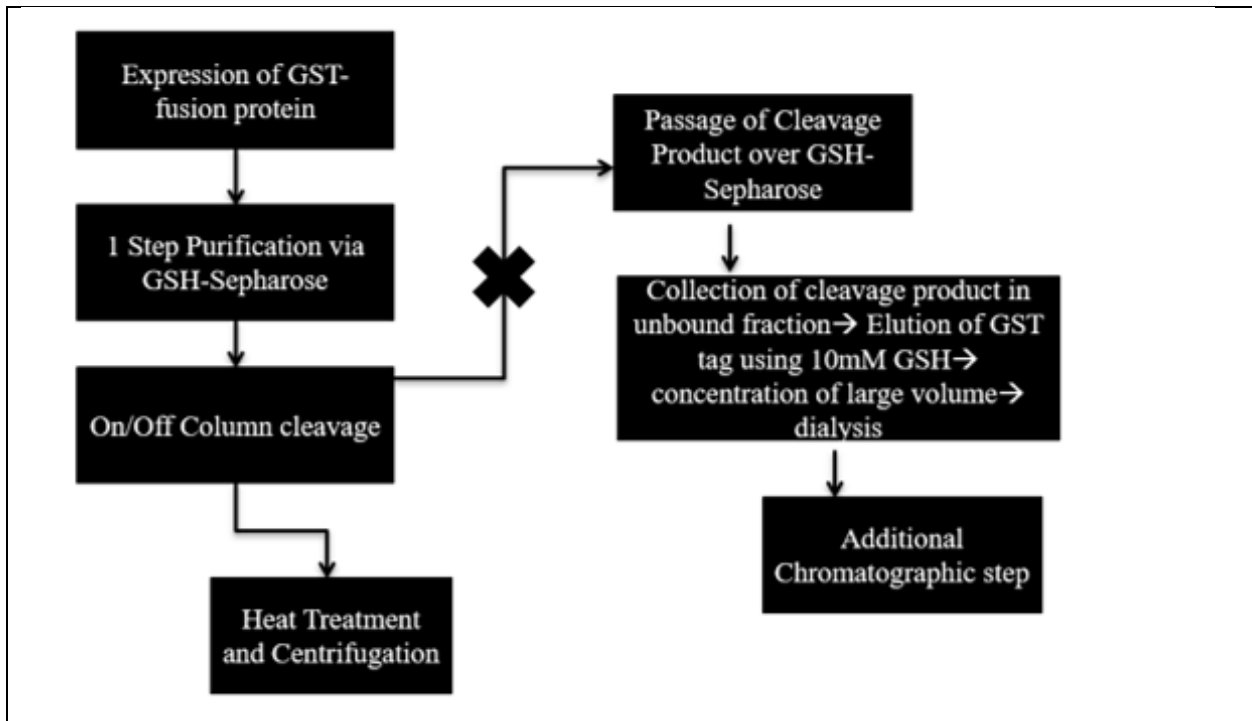 Expression of GST-
fusion protein
1 Step Purification via
GSH-Sepharose
On/Off Column cleavage
Heat Treatment
and Centrifugation
Passage of Cleavage
Product over GSH-
Sepharose
Collection of cleavage product in
unbound fraction→ Elution of GST
tag using 10mM GSH→
concentration of large volume→
dialysis
Additional
Chromatographic step